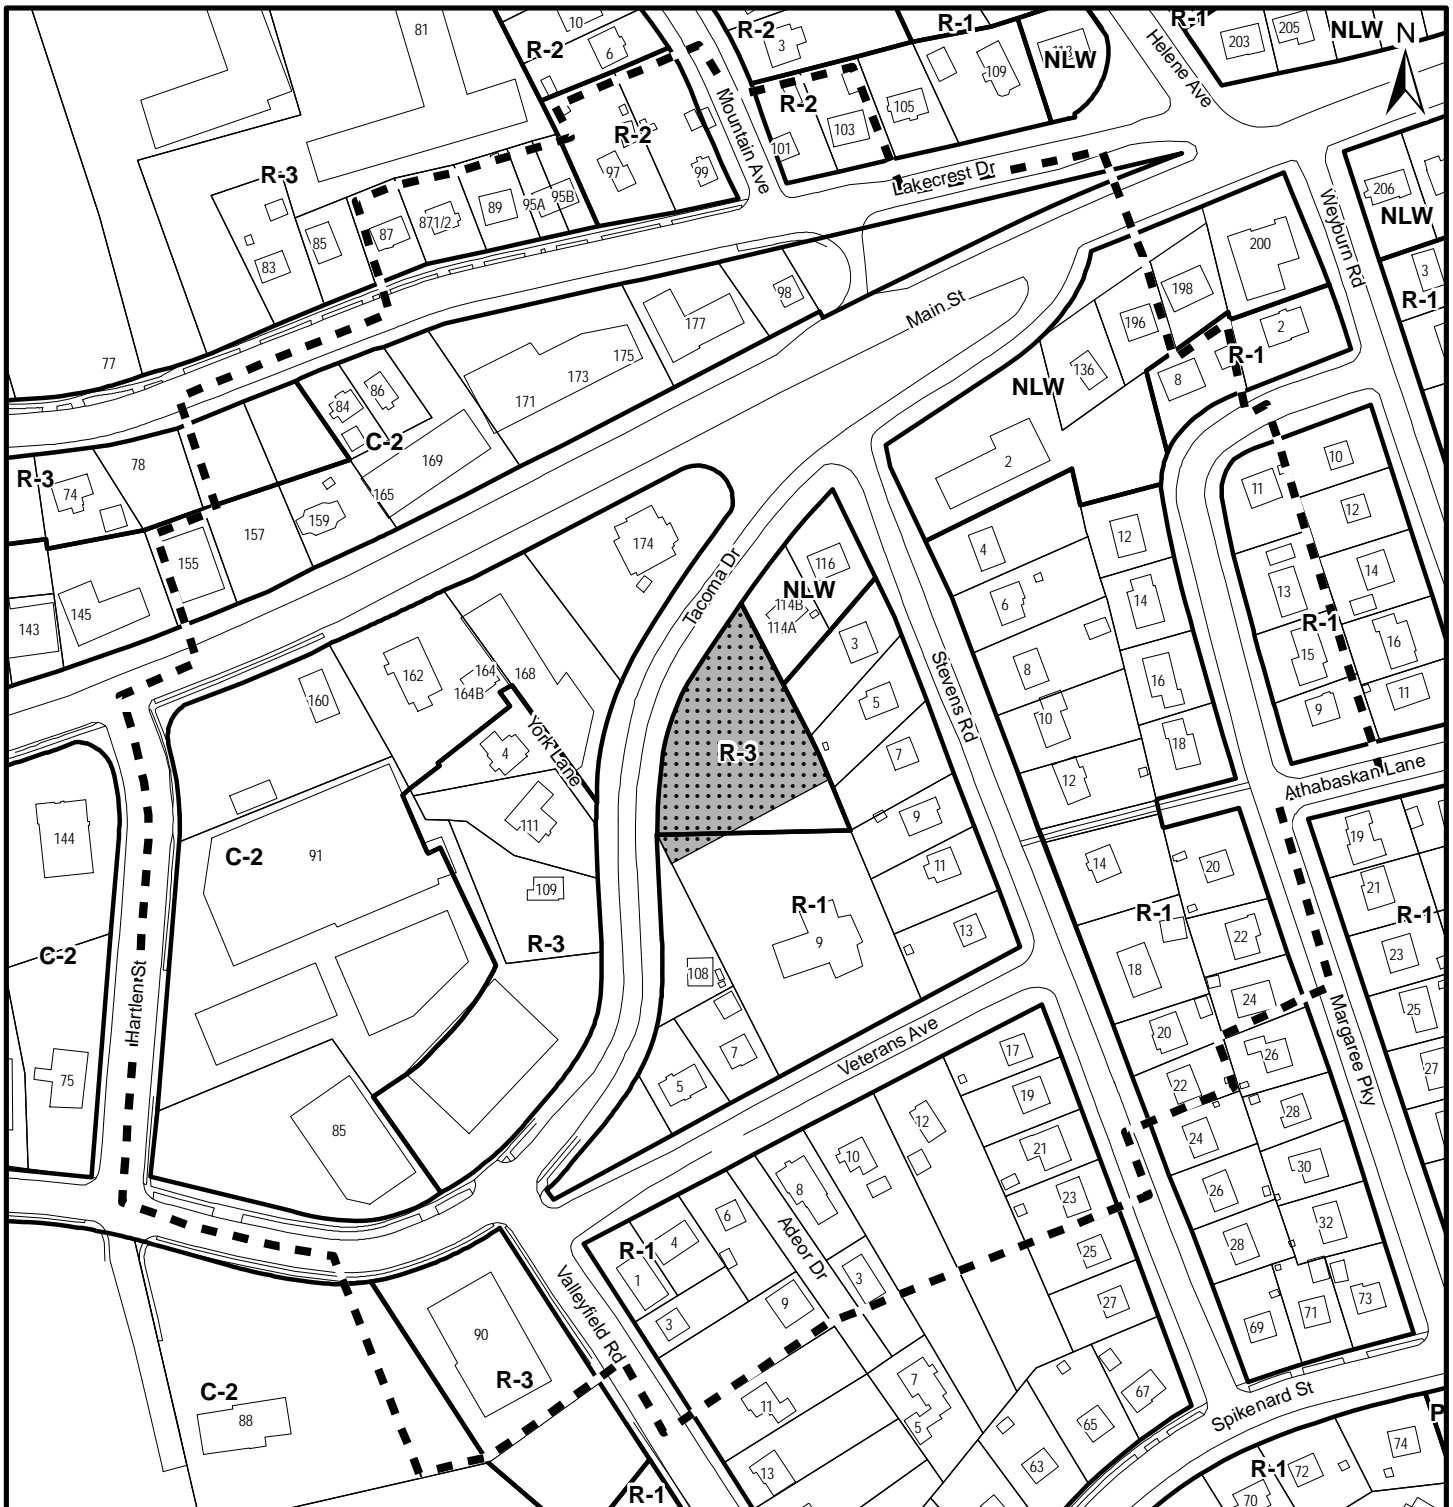 81
10
6
R-2
R-2
3
R-1
R-1
203
205
NLW
N
109
113
NLW
Helene Ave
Mountain Ave
R-2
103
105
101
R-2
97
99
R-3
Lakecrest Dr
206
NLW
Weyburn Rd
3
R-1
83
85
87
871/2
89
95A
95B
200
198
196
2
R-1
8
98
Main St
177
175
173
171
136
NLW
77
84
86
C-2
169
165
R-3
74
78
157
159
155
145
143
2
10
11
12
13
14
R-1
15
16
9
11
4
12
6
14
8
16
10
18
12
174
Tacoma Dr
116
NLW
114B
114A
3
5
Stevens Rd
7
9
11
13
R-3
162
164
164B
168
160
York Lane
4
111
109
R-3
Athabaskan Lane
19
21
R-1
23
25
27
144
C-2
Hartlen St
C-2
91
R-1
9
108
7
5
14
20
R-1
18
22
24
20
26
22
28
24
30
26
32
28
69
71
73
Margaree Pky
75
85
Veterans Ave
17
19
21
23
25
27
12
10
8
6
4
R-1
1
3
9
3
Adeor Dr
Valleyfield Rd
90
R-3
C-2
88
11
13
7
5
67
65
63
Spikenard St
P
74
72
R-1
70
R-1